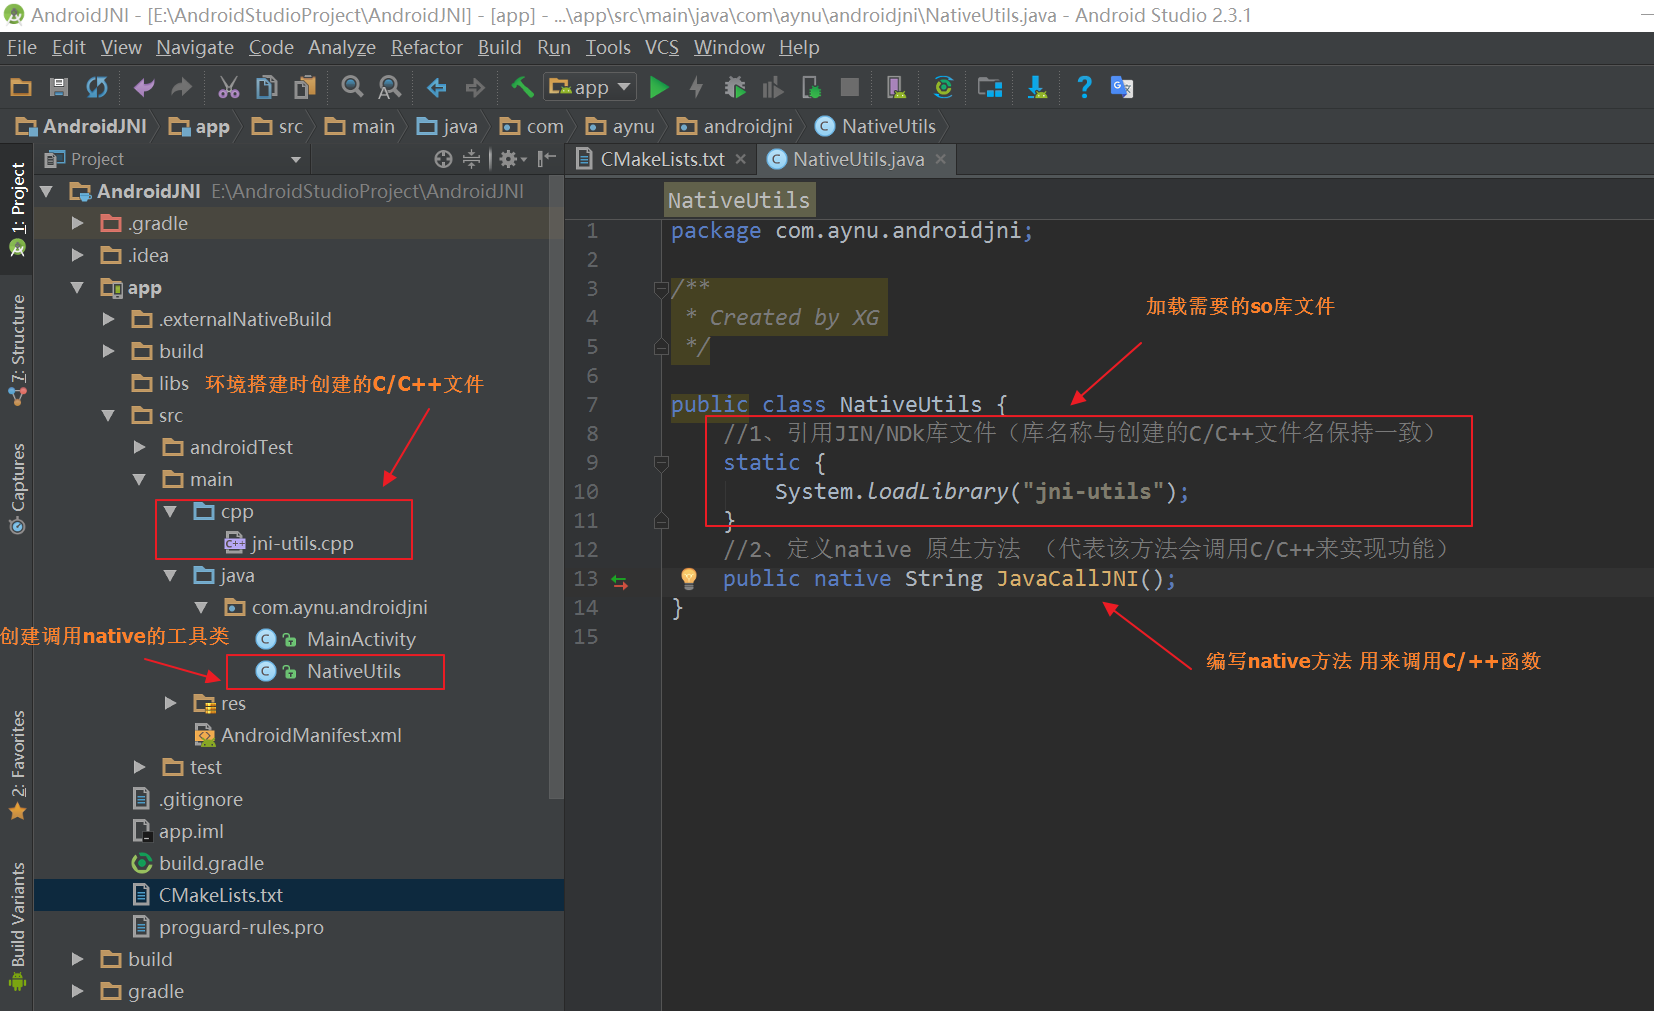 AndroidJNI - [E:\AndroidStudioProject\AndroidJNI] - [app] - ...\app\src\main\java\com\aynu\androidjni\NativeUtils.java - Android Studio 2.3.1
File Edit View Navigate Code Analyze Refactor Build Run Tools VCS Window Help
app
AndroidJNI app src main java com aynu androidjni NativeUtils
Project
CMakeLists.txt
NativeUtils.java
1: Project
7: Structure
Captures
2: Favorites
Build Variants
AndroidJNI E:\AndroidStudioProject\AndroidJNI
.gradle
.idea
app
.externalNativeBuild
build
libs
环境搭建时创建的C/C++文件
src
androidTest
main
cpp
jni-utils.cpp
java
com.aynu.androidjni
MainActivity
创建调用native的工具类
NativeUtils
res
AndroidManifest.xml
test
.gitignore
app.iml
build.gradle
CMakeLists.txt
proguard-rules.pro
build
gradle
NativeUtils
1 package com.aynu.androidjni;
2
3 /**
4 * Created by XG
5 */
6
7 public class NativeUtils {
8 //1、引用JIN/NDk库文件（库名称与创建的C/C++文件名保持一致）
9 static {
10 System.loadLibrary("jni-utils");
11 }
12 //2、定义native 原生方法 （代表该方法会调用C/C++来实现功能）
13 public native String JavaCallJNI();
14 }
15
加载需要的so库文件
编写native方法 用来调用C/++函数